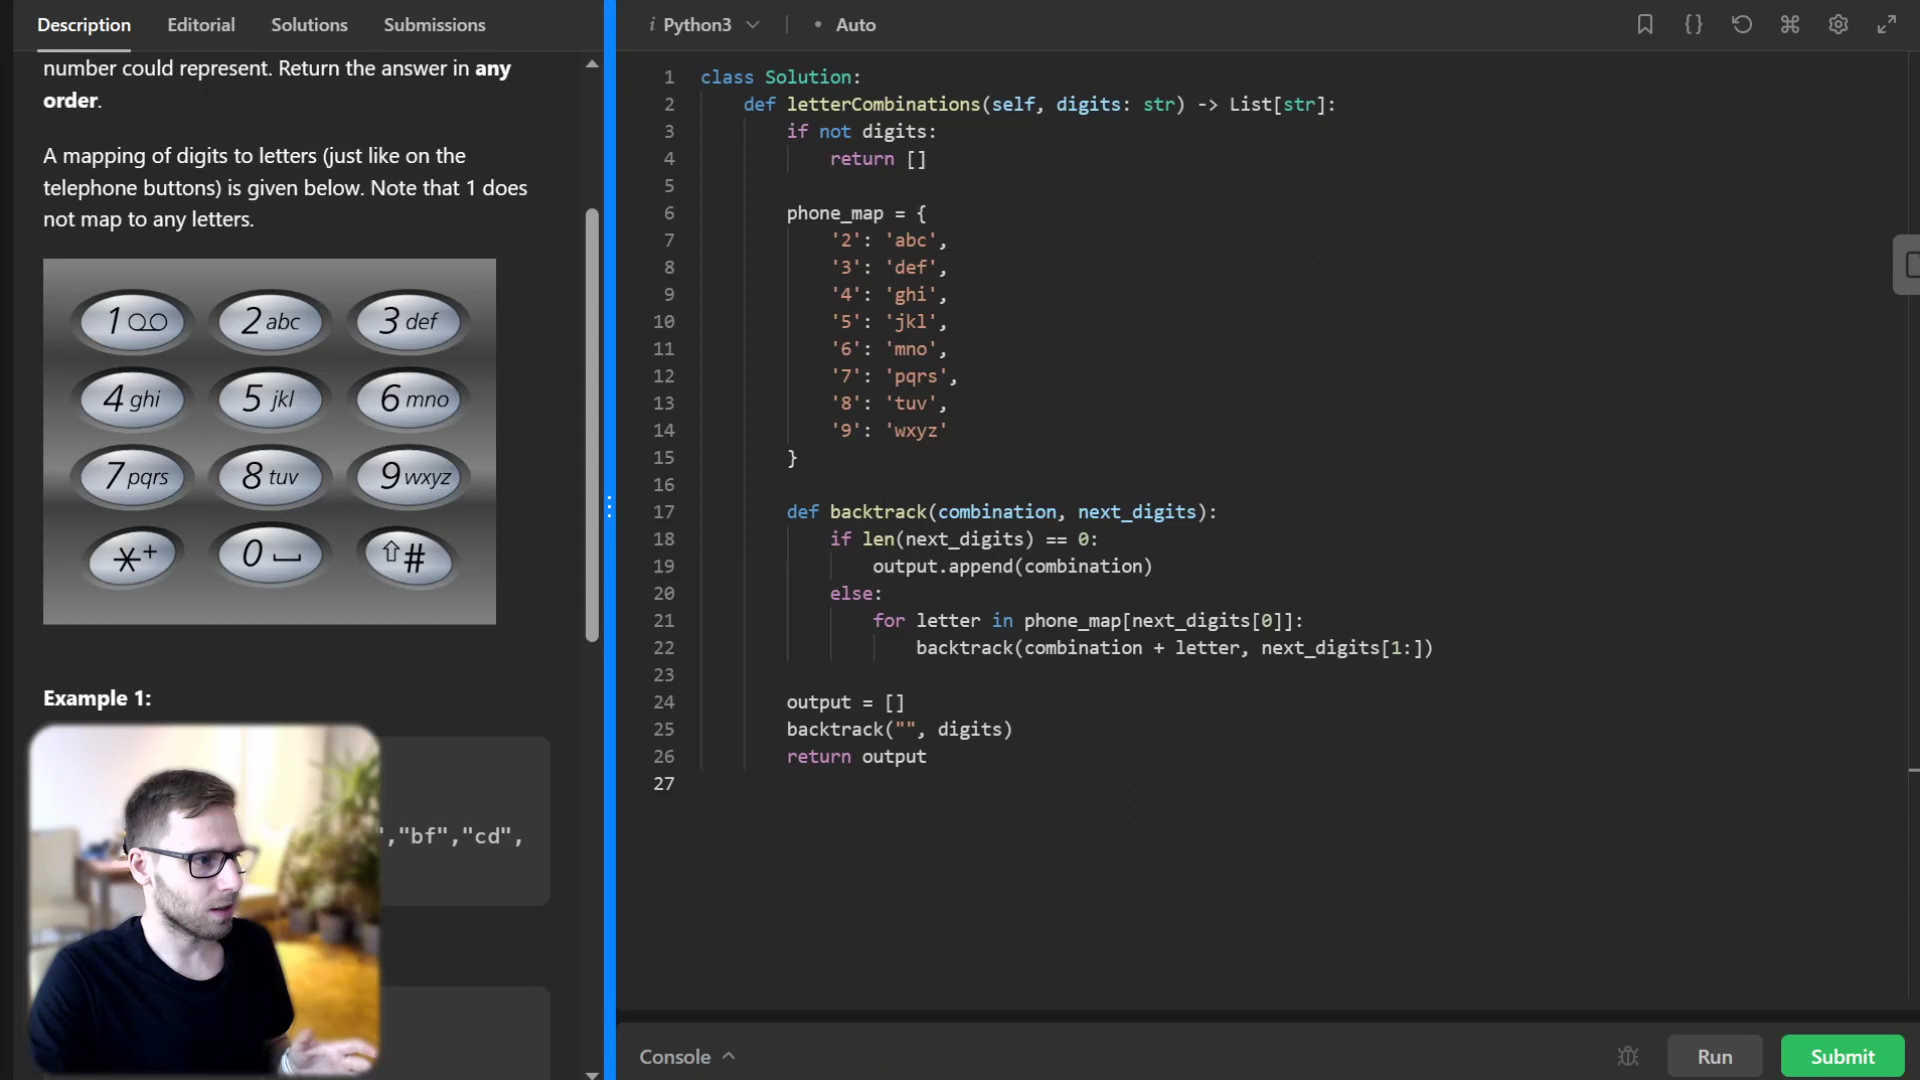 Description Editorial Solutions Submissions
number could represent. Return the answer in any
order.
A mapping of digits to letters (just like on the
telephone buttons) is given below. Note that 1 does
not map to any letters.
1 2 abc 3 def
4 ghi 5 jkl 6 mno
7 pqrs 8 tuv 9 wxyz
*+ 0 ⇧#
Example 1:
","bf","cd",
i Python3 • Auto
{}
1 class Solution:
2 def letterCombinations(self, digits: str) -> List[str]:
3 if not digits:
4 return []
5
6 phone_map = {
7 '2': 'abc',
8 '3': 'def',
9 '4': 'ghi',
10 '5': 'jkl',
11 '6': 'mno',
12 '7': 'pqrs',
13 '8': 'tuv',
14 '9': 'wxyz'
15 }
16
17 def backtrack(combination, next_digits):
18 if len(next_digits) == 0:
19 output.append(combination)
20 else:
21 for letter in phone_map[next_digits[0]]:
22 backtrack(combination + letter, next_digits[1:])
23
24 output = []
25 backtrack("", digits)
26 return output
27
Console Run Submit